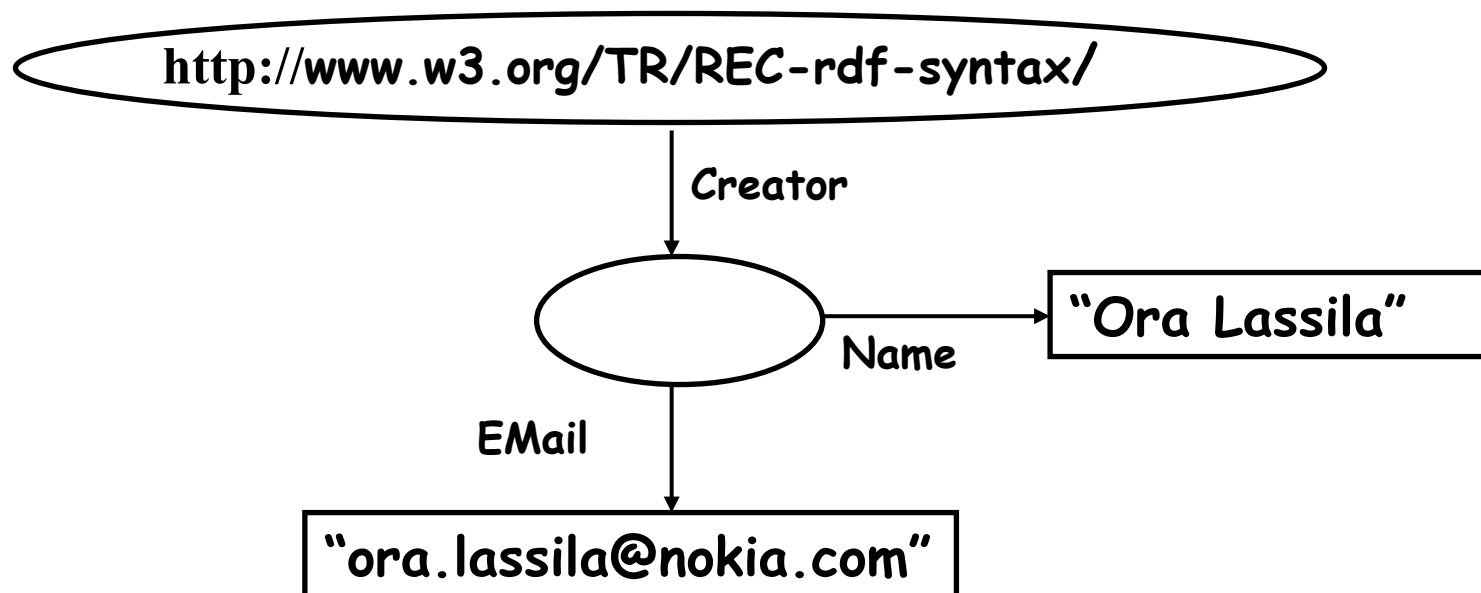 http://www.w3.org/TR/REC-rdf-syntax/
Creator
“Ora Lassila”
Name
EMail
“ora.lassila@nokia.com”